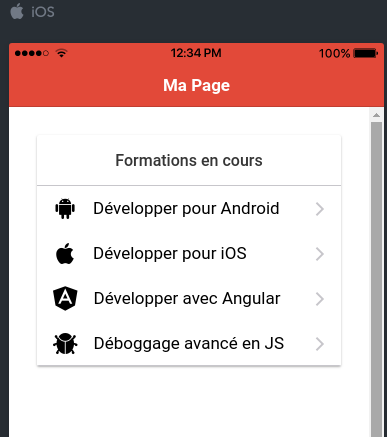 iOS
12:34 PM
100%
Ma Page
Formations en cours
Développer pour Android
Développer pour iOS
Développer avec Angular
Déboggage avancé en JS